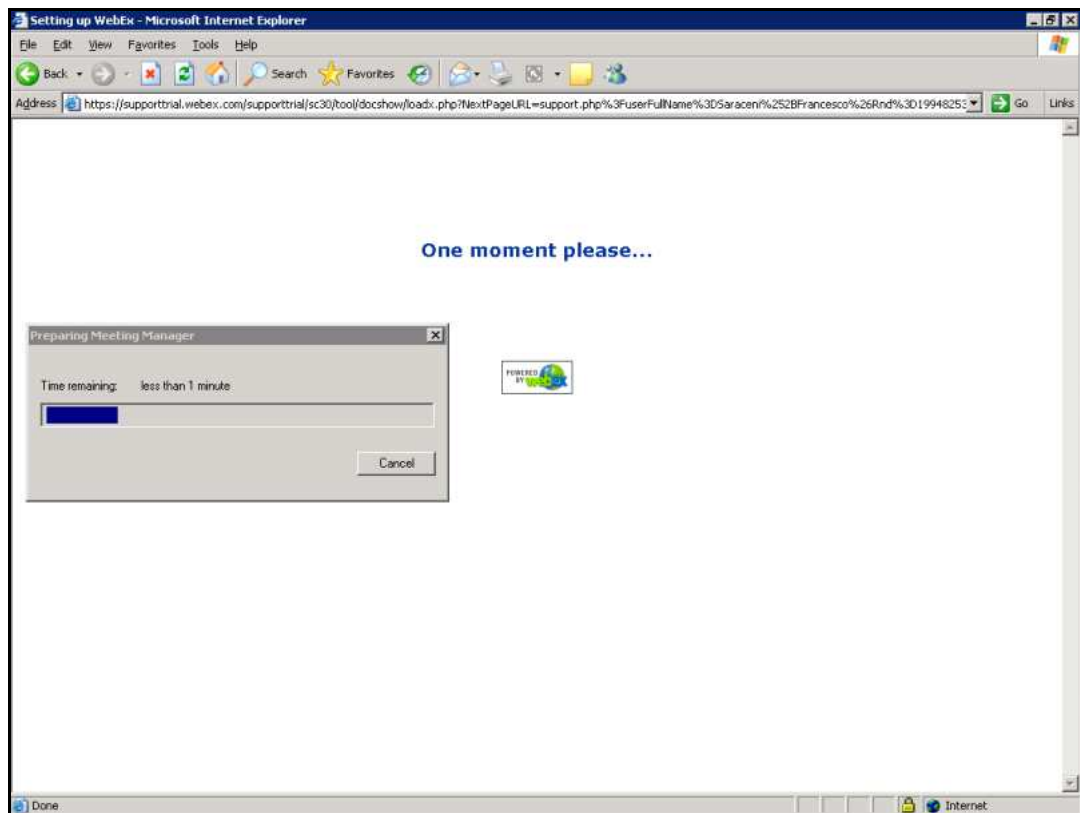 Setting up WebEx - Microsoft Internet Explorer
File Edit View Favorites Tools Help
Back Search Favorites
Address https://supporttrial.webex.com/supporttrial/sc30/tool/docshow/loadx.php?NextPageURL=support.php%3FuserFullName%3DSaraceni%252BFrancesco%26Rnd%3D19948253 Go Links
One moment please...
Preparing Meeting Manager
Time remaining: less than 1 minute
Cancel
POWERED
BY webex
Done Internet